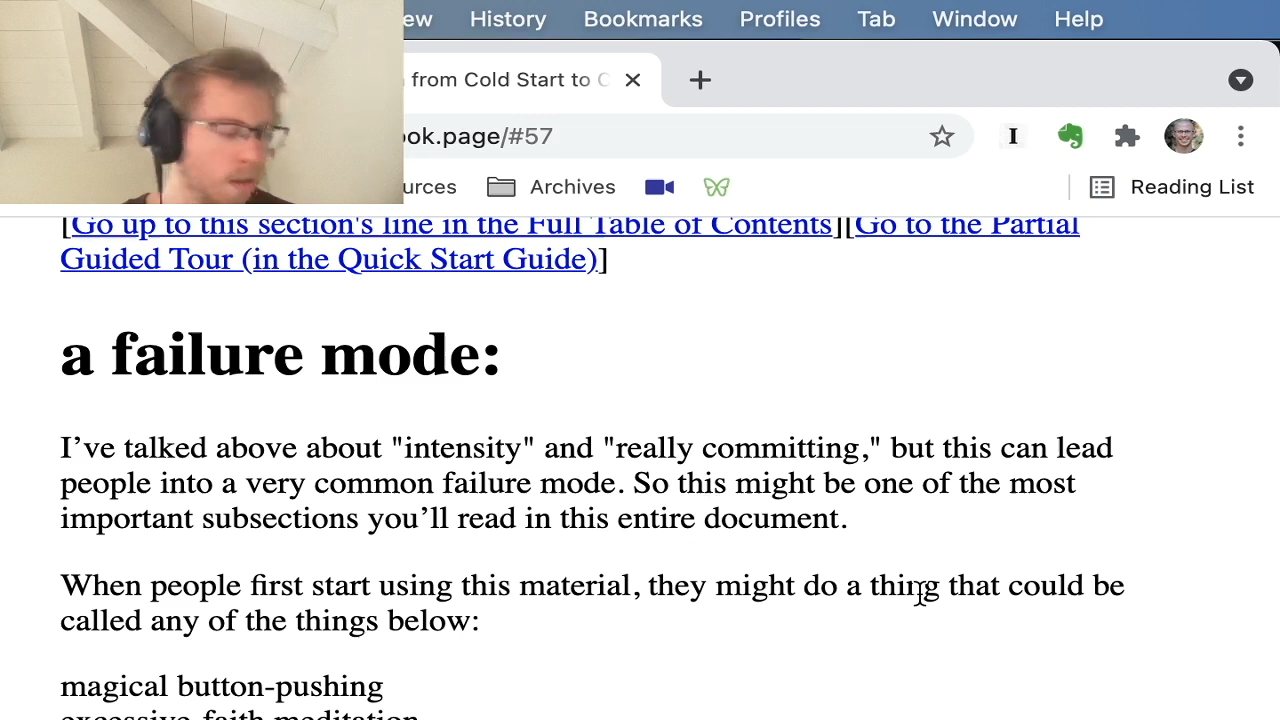 ew History Bookmarks Profiles Tab Window Help
from Cold Start to C
ok.page/#57
urces Archives Reading List
[Go up to this section's line in the Full Table of Contents][Go to the Partial
Guided Tour (in the Quick Start Guide)]
a failure mode:
I’ve talked above about "intensity" and "really committing," but this can lead
people into a very common failure mode. So this might be one of the most
important subsections you’ll read in this entire document.
When people first start using this material, they might do a thing that could be
called any of the things below:
magical button-pushing
excessive-faith meditation